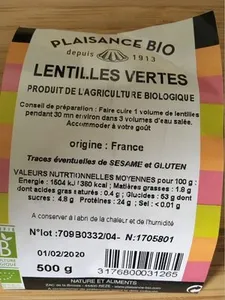 PLAISANCE BIO
depuis 1913
LENTILLES VERTES
PRODUIT DE L'AGRICULTURE BIOLOGIQUE
Conseil de préparation : Faire cuire 1 volume de lentilles
pendant 30 mn environ dans 3 volumes d'eau salée.
Accommoder à votre goût
origine : France
Traces éventuelles de SESAME et GLUTEN
VALEURS NUTRITIONNELLES MOYENNES pour 100 g :
Energie : 1504 kJ / 360 kcal ; Matières grasses : 1.8 g
dont acides gras saturés : 0.4 g ; Glucides : 53 g dont
sucres : 4.8 g Protéines : 24 g ; Sel : < 0.01 g
A conserver à l'abri de la chaleur et de l'humidité
N°lot :709B0332/04- N:1705801
01/02/2020
500 g
3176800031265
NATURE ET ALIMENTS